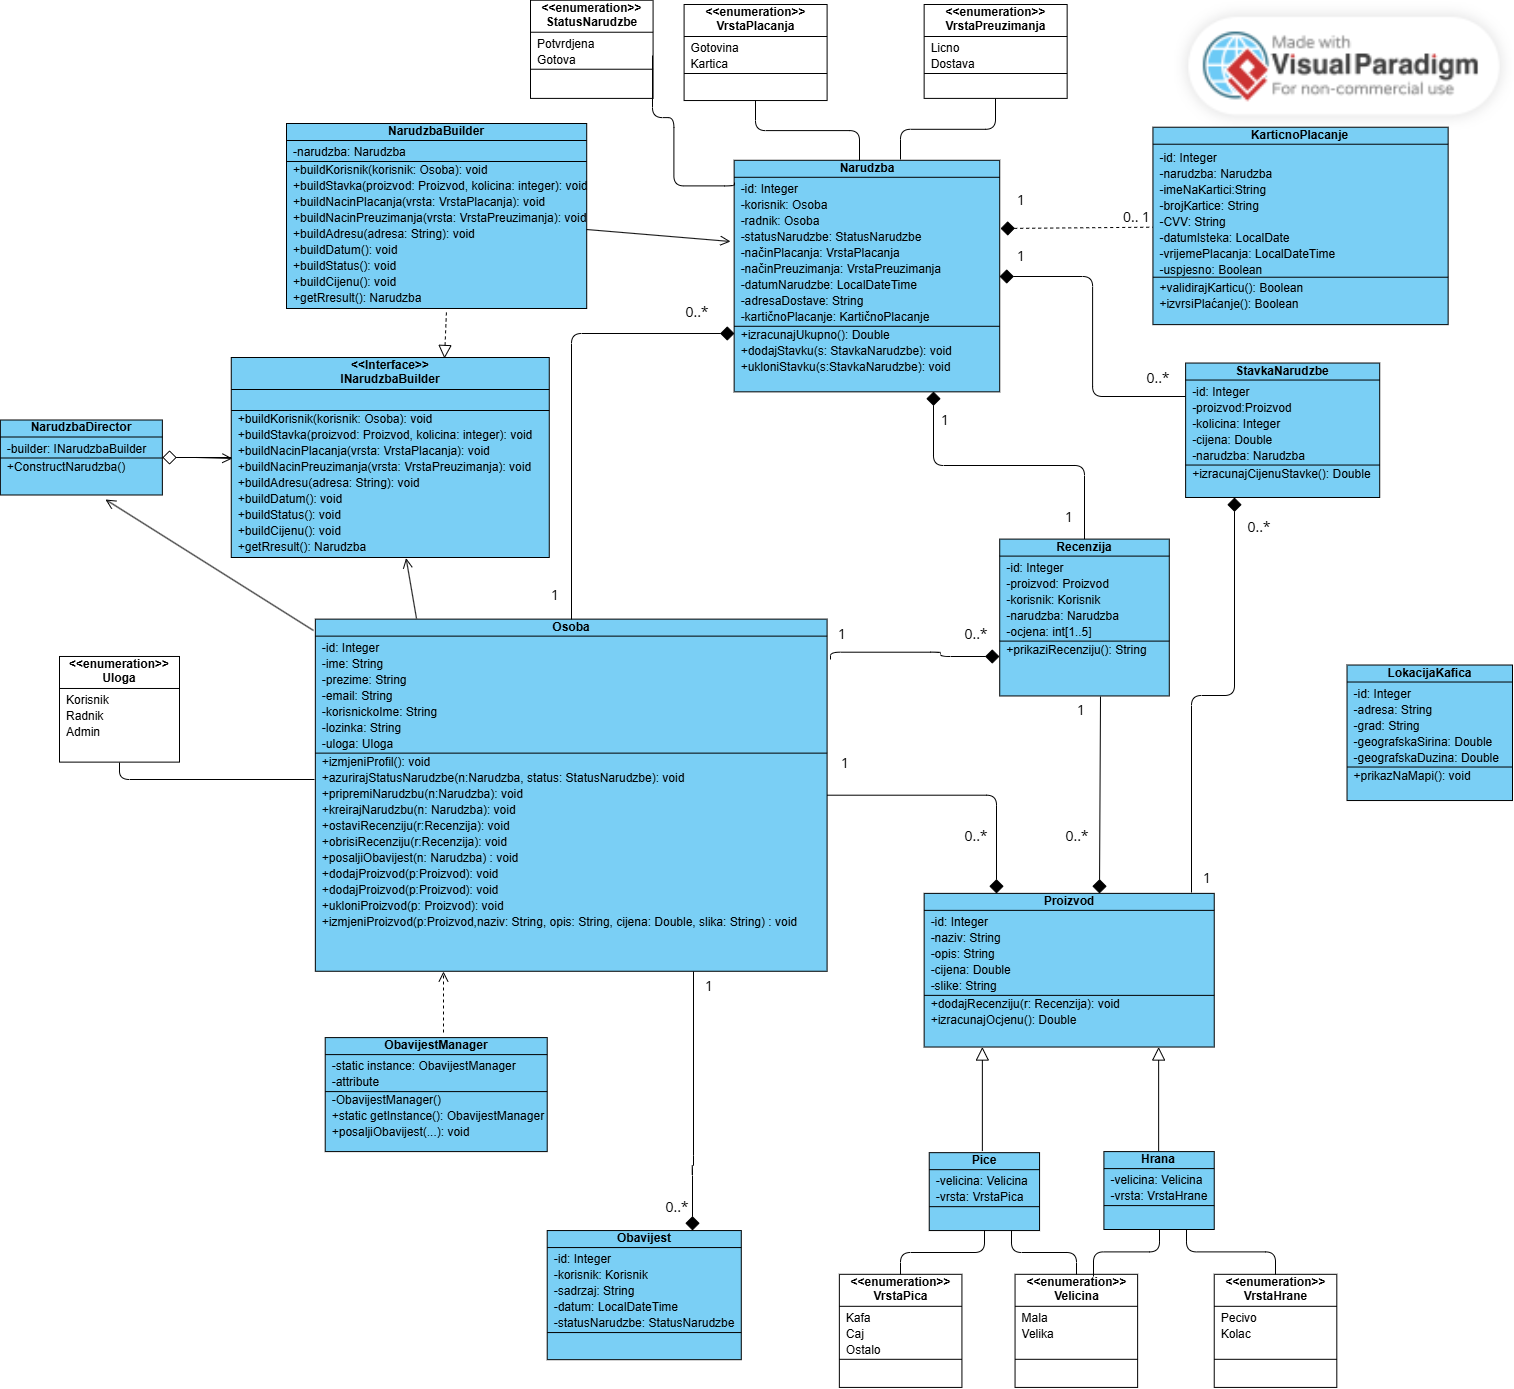 <<enumeration>>
StatusNarudzbe
Potvrdjena
Gotova
<<enumeration>>
VrstaPlacanja
Gotovina
Kartica
<<enumeration>>
VrstaPreuzimanja
Licno
Dostava
Made with
VisualParadigm
For non-commercial use
NarudzbaBuilder
-narudzba: Narudzba
+buildKorisnik(korisnik: Osoba): void
+buildStavka(proizvod: Proizvod, kolicina: integer): void
+buildNacinPlacanja(vrsta: VrstaPlacanja): void
+buildNacinPreuzimanja(vrsta: VrstaPreuzimanja): void
+buildAdresu(adresa: String): void
+buildDatum(): void
+buildStatus(): void
+buildCijenu(): void
+getRresult(): Narudzba
Narudzba
-id: Integer
-korisnik: Osoba
-radnik: Osoba
-statusNarudzbe: StatusNarudzbe
-načinPlacanja: VrstaPlacanja
-načinPreuzimanja: VrstaPreuzimanja
-datumNarudzbe: LocalDateTime
-adresaDostave: String
-kartičnoPlacanje: KartičnoPlacanje
+izracunajUkupno(): Double
+dodajStavku(s: StavkaNarudzbe): void
+ukloniStavku(s:StavkaNarudzbe): void
1
0.. 1
1
0..*
0..*
1
KarticnoPlacanje
-id: Integer
-narudzba: Narudzba
-imeNaKartici:String
-brojKartice: String
-CVV: String
-datumIsteka: LocalDate
-vrijemePlacanja: LocalDateTime
-uspjesno: Boolean
+validirajKarticu(): Boolean
+izvrsiPlaćanje(): Boolean
<<Interface>>
INarudzbaBuilder
+buildKorisnik(korisnik: Osoba): void
+buildStavka(proizvod: Proizvod, kolicina: integer): void
+buildNacinPlacanja(vrsta: VrstaPlacanja): void
+buildNacinPreuzimanja(vrsta: VrstaPreuzimanja): void
+buildAdresu(adresa: String): void
+buildDatum(): void
+buildStatus(): void
+buildCijenu(): void
+getRresult(): Narudzba
NarudzbaDirector
-builder: INarudzbaBuilder
+ConstructNarudzba()
StavkaNarudzbe
-id: Integer
-proizvod:Proizvod
-kolicina: Integer
-cijena: Double
-narudzba: Narudzba
+izracunajCijenuStavke(): Double
0..*
1
1
Recenzija
-id: Integer
-proizvod: Proizvod
-korisnik: Korisnik
-narudzba: Narudzba
-ocjena: int[1..5]
+prikaziRecenziju(): String
1
0..*
1
<<enumeration>>
Uloga
Korisnik
Radnik
Admin
Osoba
-id: Integer
-ime: String
-prezime: String
-email: String
-korisnickoIme: String
-lozinka: String
-uloga: Uloga
+izmjeniProfil(): void
+azurirajStatusNarudzbe(n:Narudzba, status: StatusNarudzbe): void
+pripremiNarudzbu(n:Narudzba): void
+kreirajNarudzbu(n: Narudzba): void
+ostaviRecenziju(r:Recenzija): void
+obrisiRecenziju(r:Recenzija): void
+posaljiObavijest(n: Narudzba) : void
+dodajProizvod(p:Proizvod): void
+dodajProizvod(p:Proizvod): void
+ukloniProizvod(p: Proizvod): void
+izmjeniProizvod(p:Proizvod,naziv: String, opis: String, cijena: Double, slika: String) : void
LokacijaKafica
-id: Integer
-adresa: String
-grad: String
-geografskaSirina: Double
-geografskaDuzina: Double
+prikazNaMapi(): void
1
0..*
0..*
1
Proizvod
-id: Integer
-naziv: String
-opis: String
-cijena: Double
-slike: String
+dodajRecenziju(r: Recenzija): void
+izracunajOcjenu(): Double
1
ObavijestManager
-static instance: ObavijestManager
-attribute
-ObavijestManager()
+static getInstance(): ObavijestManager
+posaljiObavijest(...): void
0..*
Obavijest
-id: Integer
-korisnik: Korisnik
-sadrzaj: String
-datum: LocalDateTime
-statusNarudzbe: StatusNarudzbe
Pice
-velicina: Velicina
-vrsta: VrstaPica
Hrana
-velicina: Velicina
-vrsta: VrstaHrane
<<enumeration>>
VrstaPica
Kafa
Caj
Ostalo
<<enumeration>>
Velicina
Mala
Velika
<<enumeration>>
VrstaHrane
Pecivo
Kolac